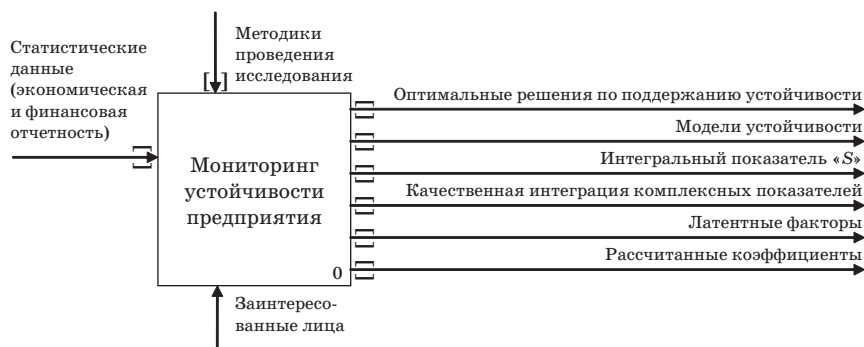 Статистические
данные
(экономическая
и финансовая
отчетность)
Методики
проведения
исследования
Мониторинг
устойчивости
предприятия
0
Заинтересо-
ванные лица
Оптимальные решения по поддержанию устойчивости
Модели устойчивости
Интегральный показатель «S»
Качественная интеграция комплексных показателей
Латентные факторы
Рассчитанные коэффициенты